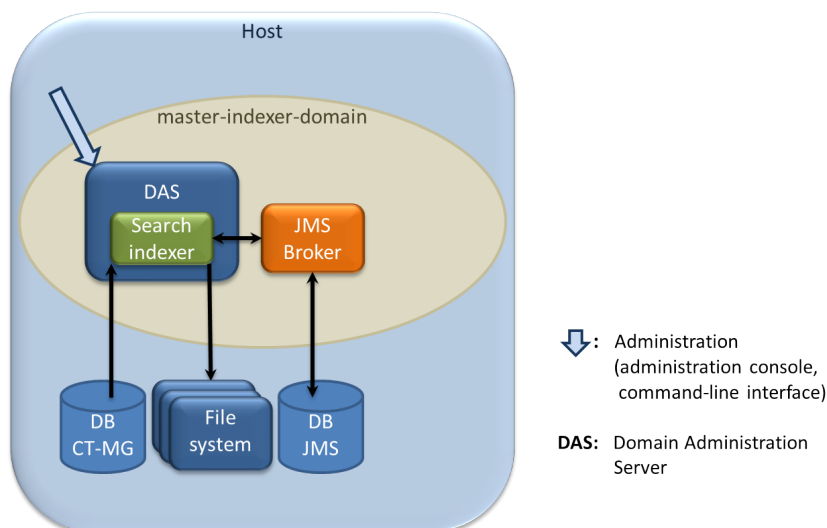 Host
master-indexer-domain
DAS
Search
indexer
JMS
Broker
DB
CT-MG
File
system
DB
JMS
: Administration
(administration console,
command-line interface)
DAS: Domain Administration
Server